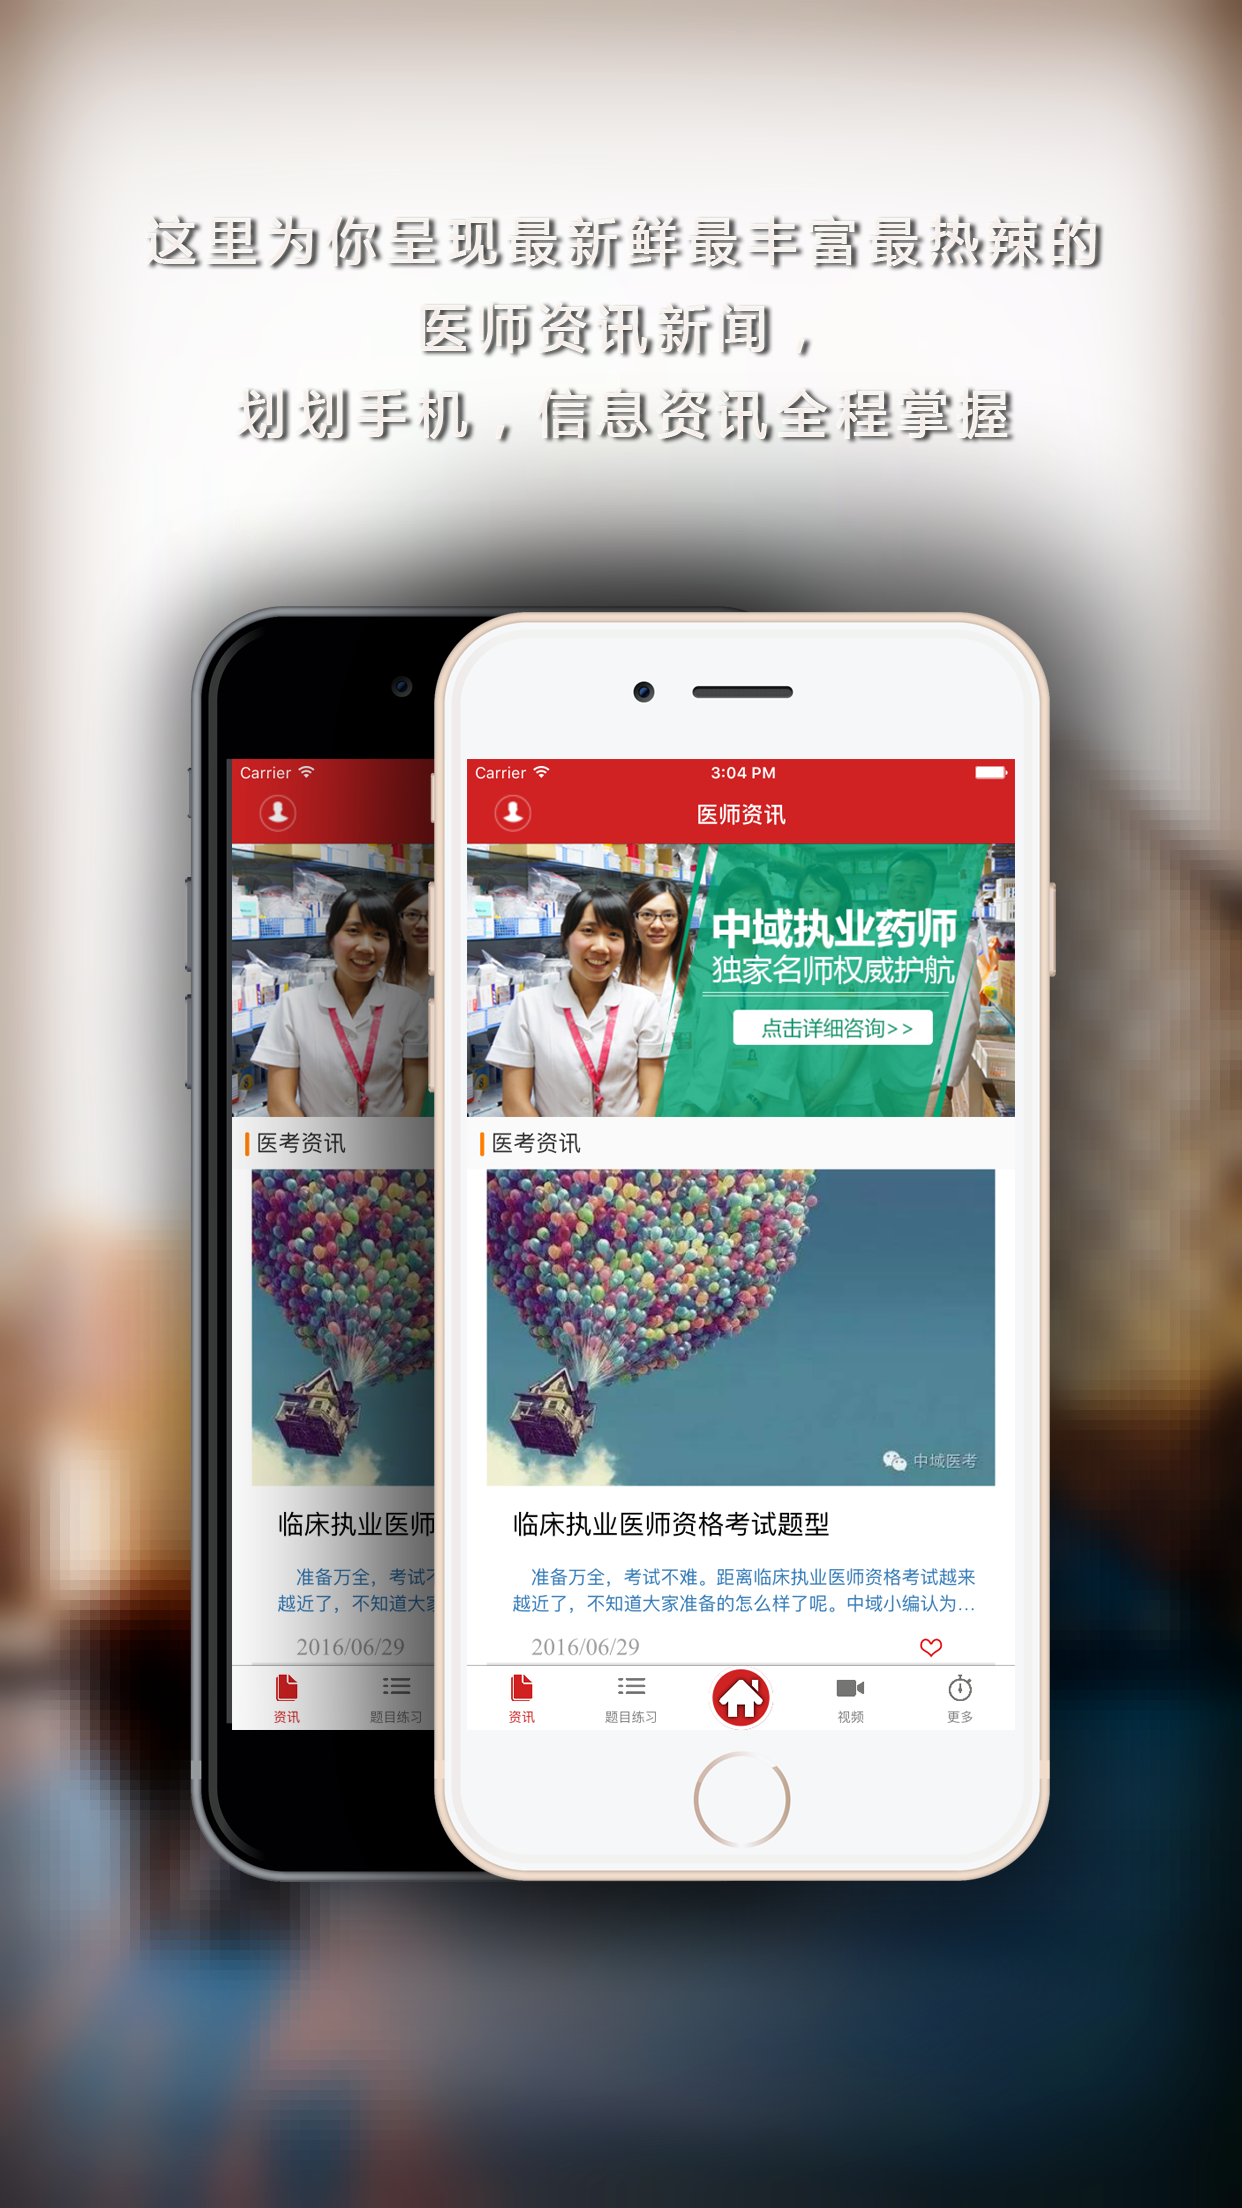 这里为你呈现最新鲜最丰富最热辣的
医师资讯新闻，
划划手机，信息资讯全程掌握
Carrier
Carrier
3:04 PM
医师资讯
中域执业药师
独家名师权威护航
点击详细咨询>>
医考资讯
医考资讯
中域医考
临床执业医师
临床执业医师资格考试题型
准备万全，考试不
越近了，不知道大家
准备万全，考试不难。距离临床执业医师资格考试越来
越近了，不知道大家准备的怎么样了呢。中域小编认为...
2016/06/29
2016/06/29
资讯
题目练习
资讯
题目练习
视频
更多